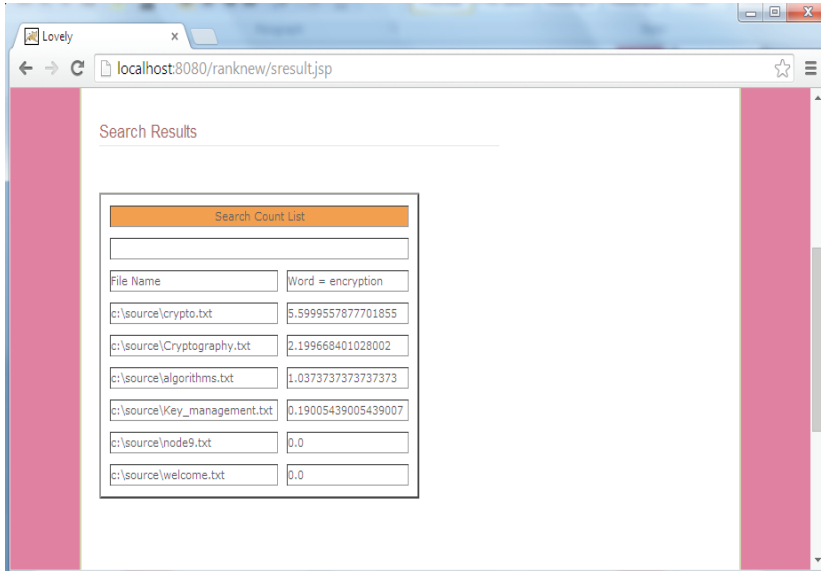 Lovely
localhost:8080/ranknew/sresult.jsp
Search Results
Search Count List
File Name Word = encryption
c:\source\crypto.txt 5.5999557877701855
c:\source\Cryptography.txt 2.199668401028002
c:\source\algorithms.txt 1.0373737373737373
c:\source\Key_management.txt 0.19005439005439007
c:\source\node9.txt 0.0
c:\source\welcome.txt 0.0